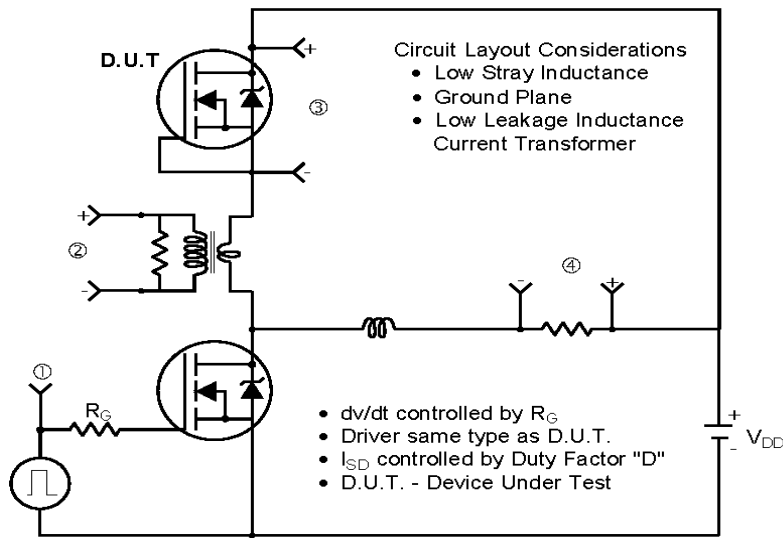 D.U.T
+
③
-
Circuit Layout Considerations
• Low Stray Inductance
• Ground Plane
• Low Leakage Inductance
Current Transformer
+
②
-
④
-
+
①
R_G
• dv/dt controlled by R_G
• Driver same type as D.U.T.
• I_SD controlled by Duty Factor "D"
• D.U.T. - Device Under Test
+
V_DD
-